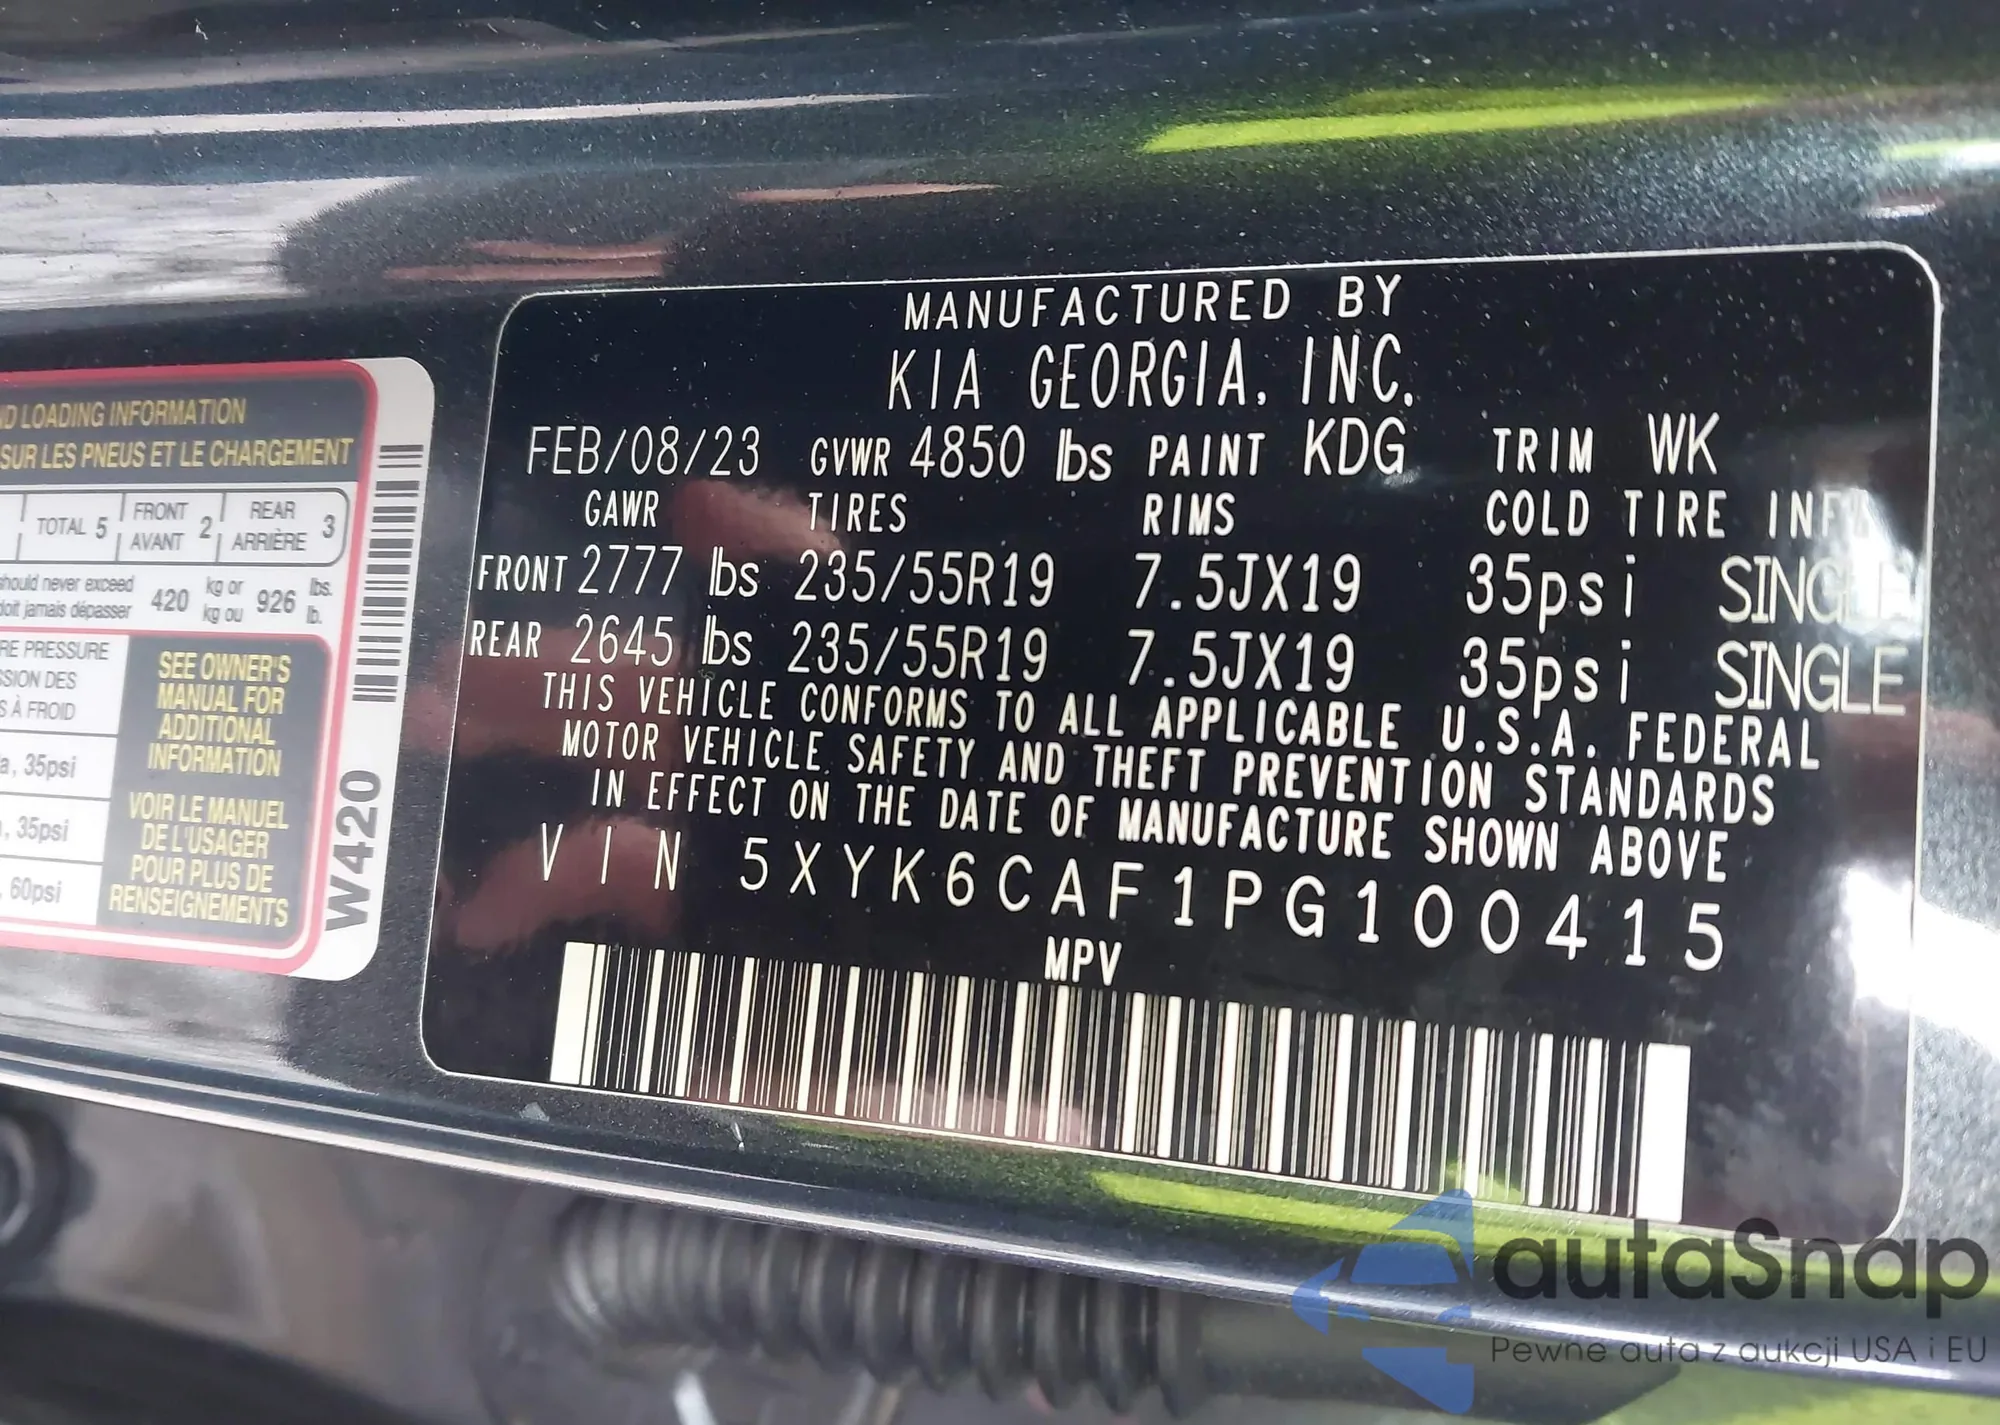 MANUFACTURED BY
KIA GEORGIA, INC.
FEB/08/23 GVWR 4850 lbs PAINT KDG TRIM WK
GAWR TIRES RIMS COLD TIRE
FRONT 2777 lbs 235/55R19 7.5JX19 35psi SINGLE
REAR 2645 lbs 235/55R19 7.5JX19 35psi SINGLE
THIS VEHICLE CONFORMS TO ALL APPLICABLE U.S.A. FEDERAL
MOTOR VEHICLE SAFETY AND THEFT PREVENTION STANDARDS
IN EFFECT ON THE DATE OF MANUFACTURE SHOWN ABOVE
VIN 5XYK6CAF1PG100415
MPV
LOADING INFORMATION
SUR LES PNEUS ET LE CHARGEMENT
TOTAL 5
FRONT
AVANT 2
REAR
ARRIÈRE 3
should never exceed
doit jamais dépasser
420 kg or
kg ou
926 lbs.
lb.
PRESSURE
DES
À FROID
35psi
35psi
60psi
SEE OWNER'S
MANUAL FOR
ADDITIONAL
INFORMATION
VOIR LE MANUEL
DE L'USAGER
POUR PLUS DE
RENSEIGNEMENTS
W420
autaSnap
Pewne auta z aukcji USA i EU